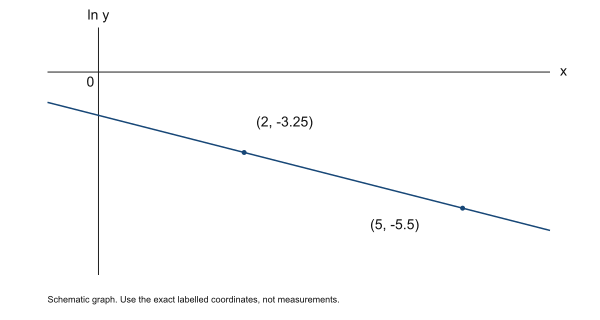 ln y
x
0
(2, -3.25)
(5, -5.5)
Schematic graph. Use the exact labelled coordinates, not measurements.